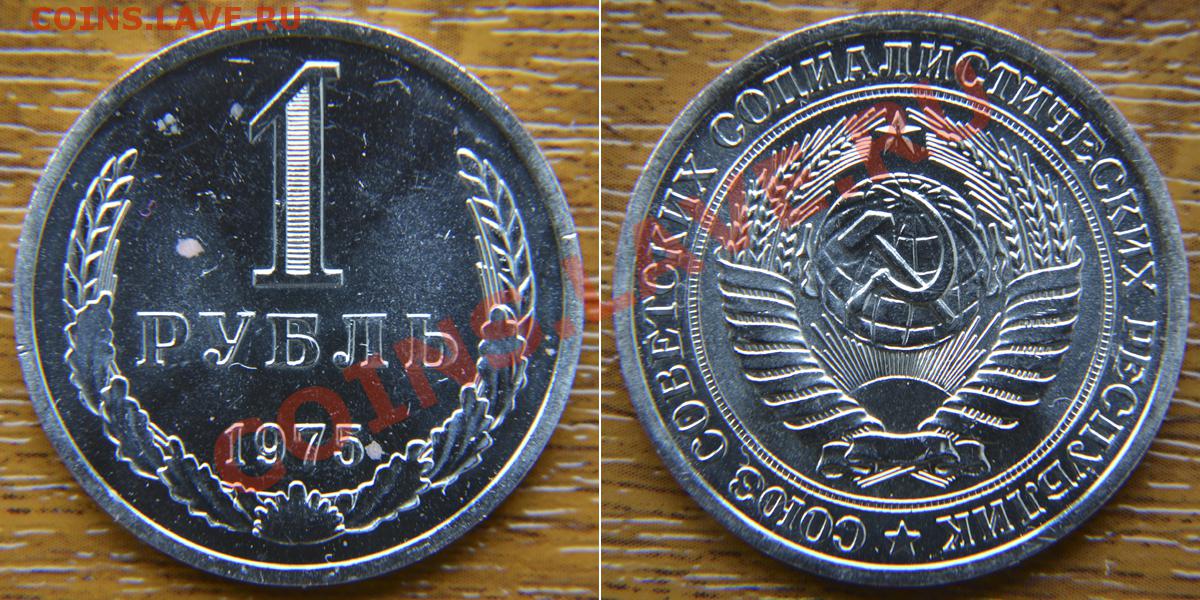 COINS.LAVE.RU
1
РУБЛЬ
1975
СОЮЗ СОВЕТСКИХ СОЦИАЛИСТИЧЕСКИХ РЕСПУБЛИК
COINS.LAVE.RU